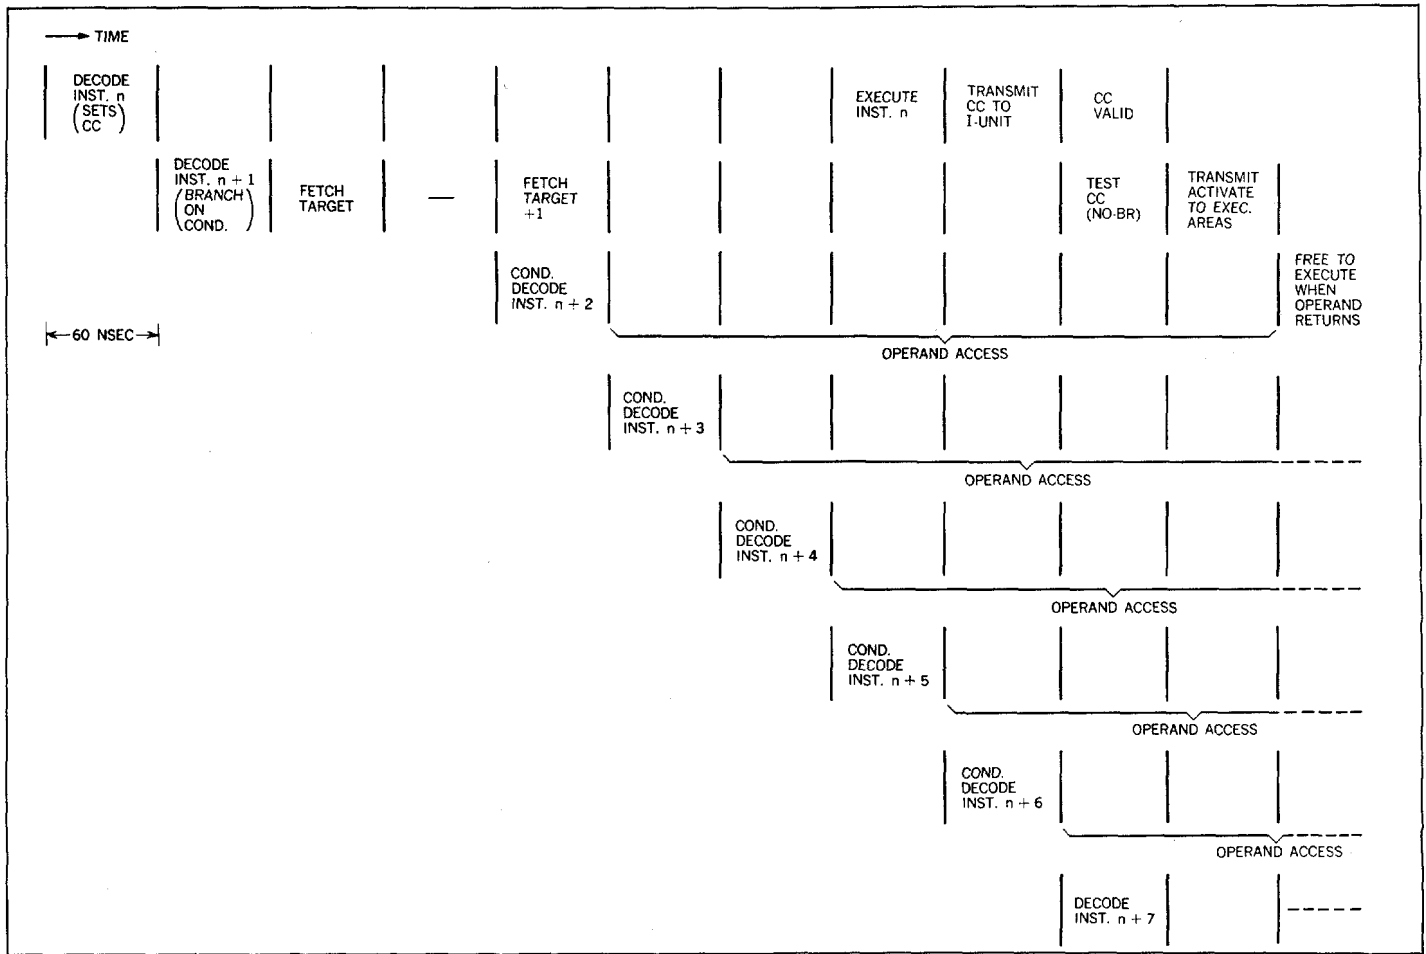 TIME
DECODE
INST. n
(SETS
CC)
EXECUTE
INST. n
TRANSMIT
CC TO
I-UNIT
CC
VALID
DECODE
INST. n + 1
(BRANCH
ON
COND.)
FETCH
TARGET
—
FETCH
TARGET
+1
TEST
CC
(NO-BR)
TRANSMIT
ACTIVATE
TO EXEC.
AREAS
COND.
DECODE
INST. n + 2
FREE TO
EXECUTE
WHEN
OPERAND
RETURNS
60 NSEC
OPERAND ACCESS
COND.
DECODE
INST. n + 3
OPERAND ACCESS
COND.
DECODE
INST. n + 4
OPERAND ACCESS
COND.
DECODE
INST. n + 5
OPERAND ACCESS
COND.
DECODE
INST. n + 6
OPERAND ACCESS
DECODE
INST. n + 7